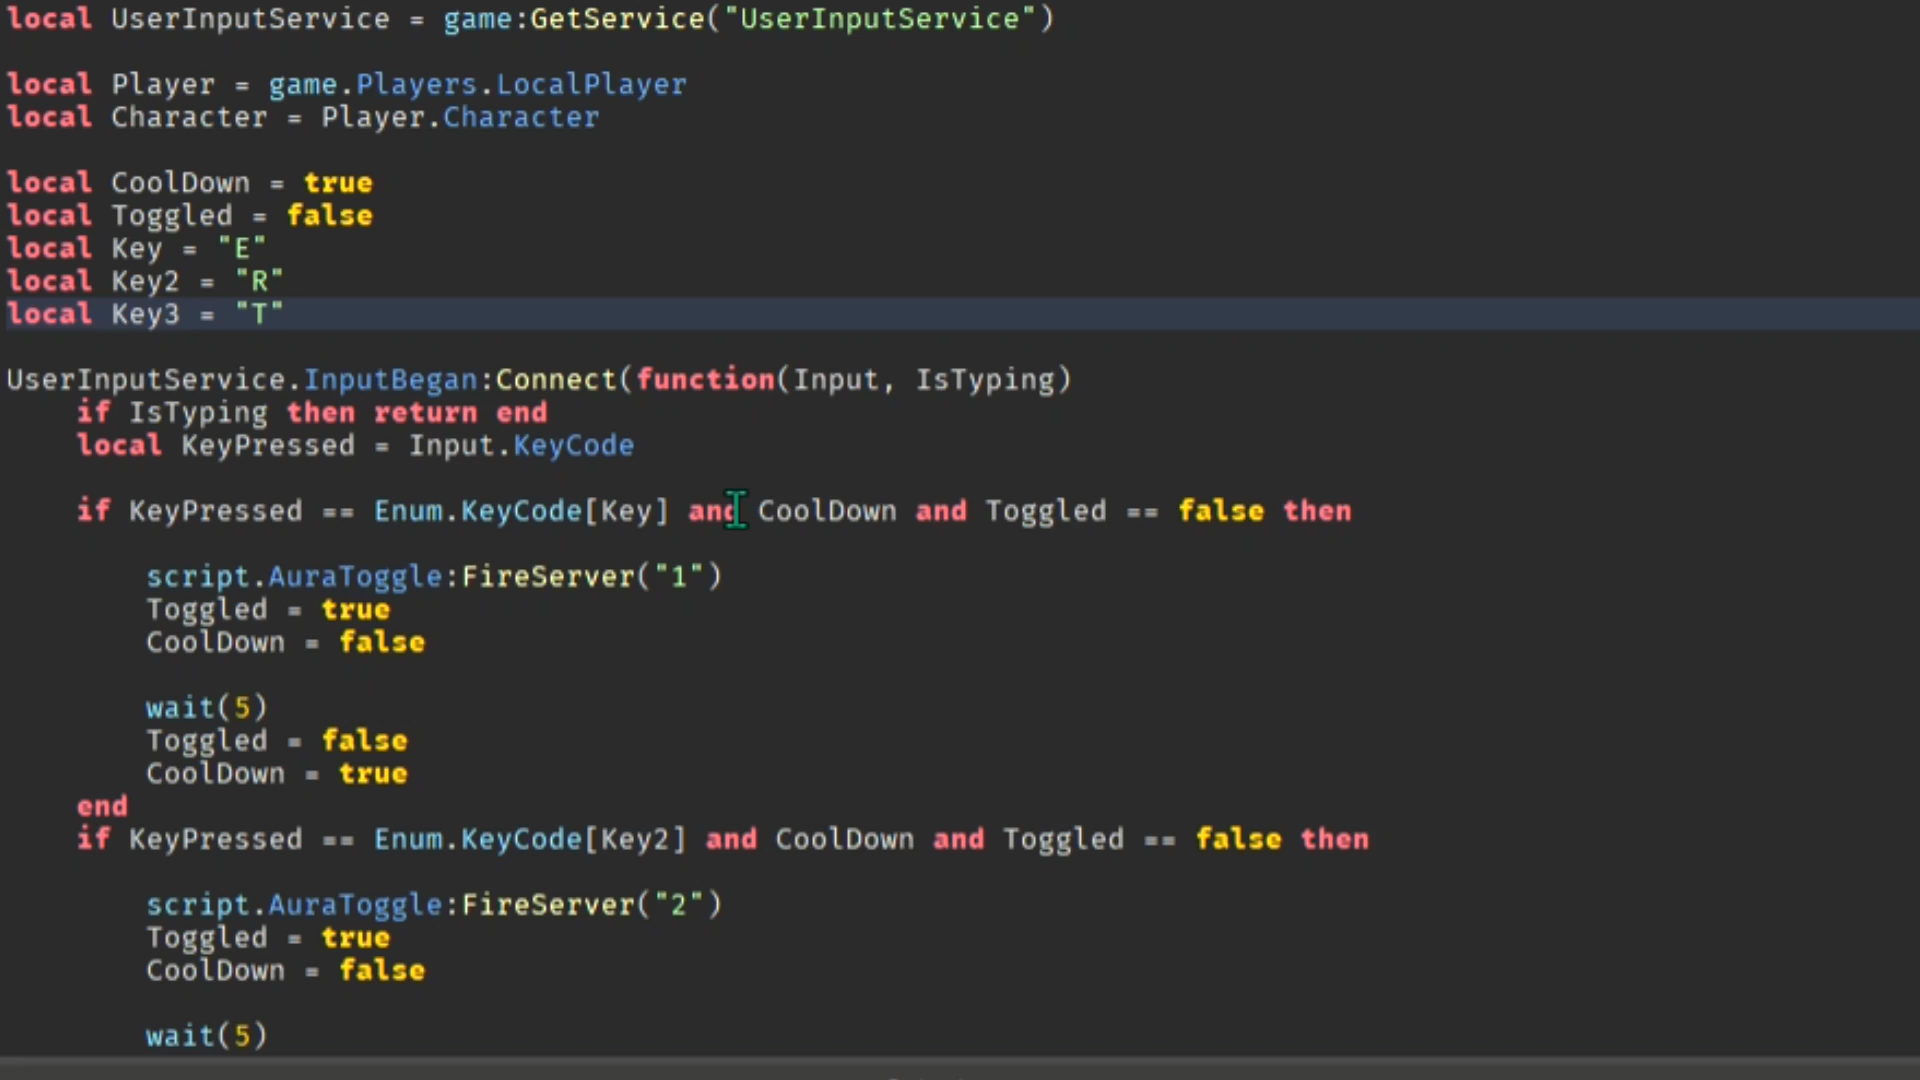 local UserInputService = game:GetService("UserInputService")
local Player = game.Players.LocalPlayer
local Character = Player.Character
local CoolDown = true
local Toggled = false
local Key = "E"
local Key2 = "R"
local Key3 = "T"
UserInputService.InputBegan:Connect(function(Input, IsTyping)
if IsTyping then return end
local KeyPressed = Input.KeyCode
if KeyPressed == Enum.KeyCode[Key] and CoolDown and Toggled == false then
script.AuraToggle:FireServer("1")
Toggled = true
CoolDown = false
wait(5)
Toggled = false
CoolDown = true
end
if KeyPressed == Enum.KeyCode[Key2] and CoolDown and Toggled == false then
script.AuraToggle:FireServer("2")
Toggled = true
CoolDown = false
wait(5)